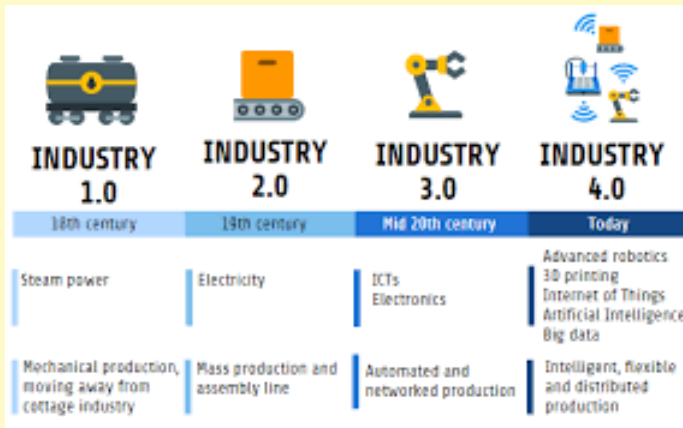 INDUSTRY
1.0
INDUSTRY
2.0
INDUSTRY
3.0
INDUSTRY
4.0
18th century
19th century
Mid 20th century
Today
Steam power
Electricity
ICTs
Electronics
Advanced robotics
3D printing
Internet of Things
Artificial Intelligence
Big data
Mechanical production,
moving away from
cottage industry
Mass production and
assembly line
Automated and
networked production
Intelligent, flexible
and distributed
production